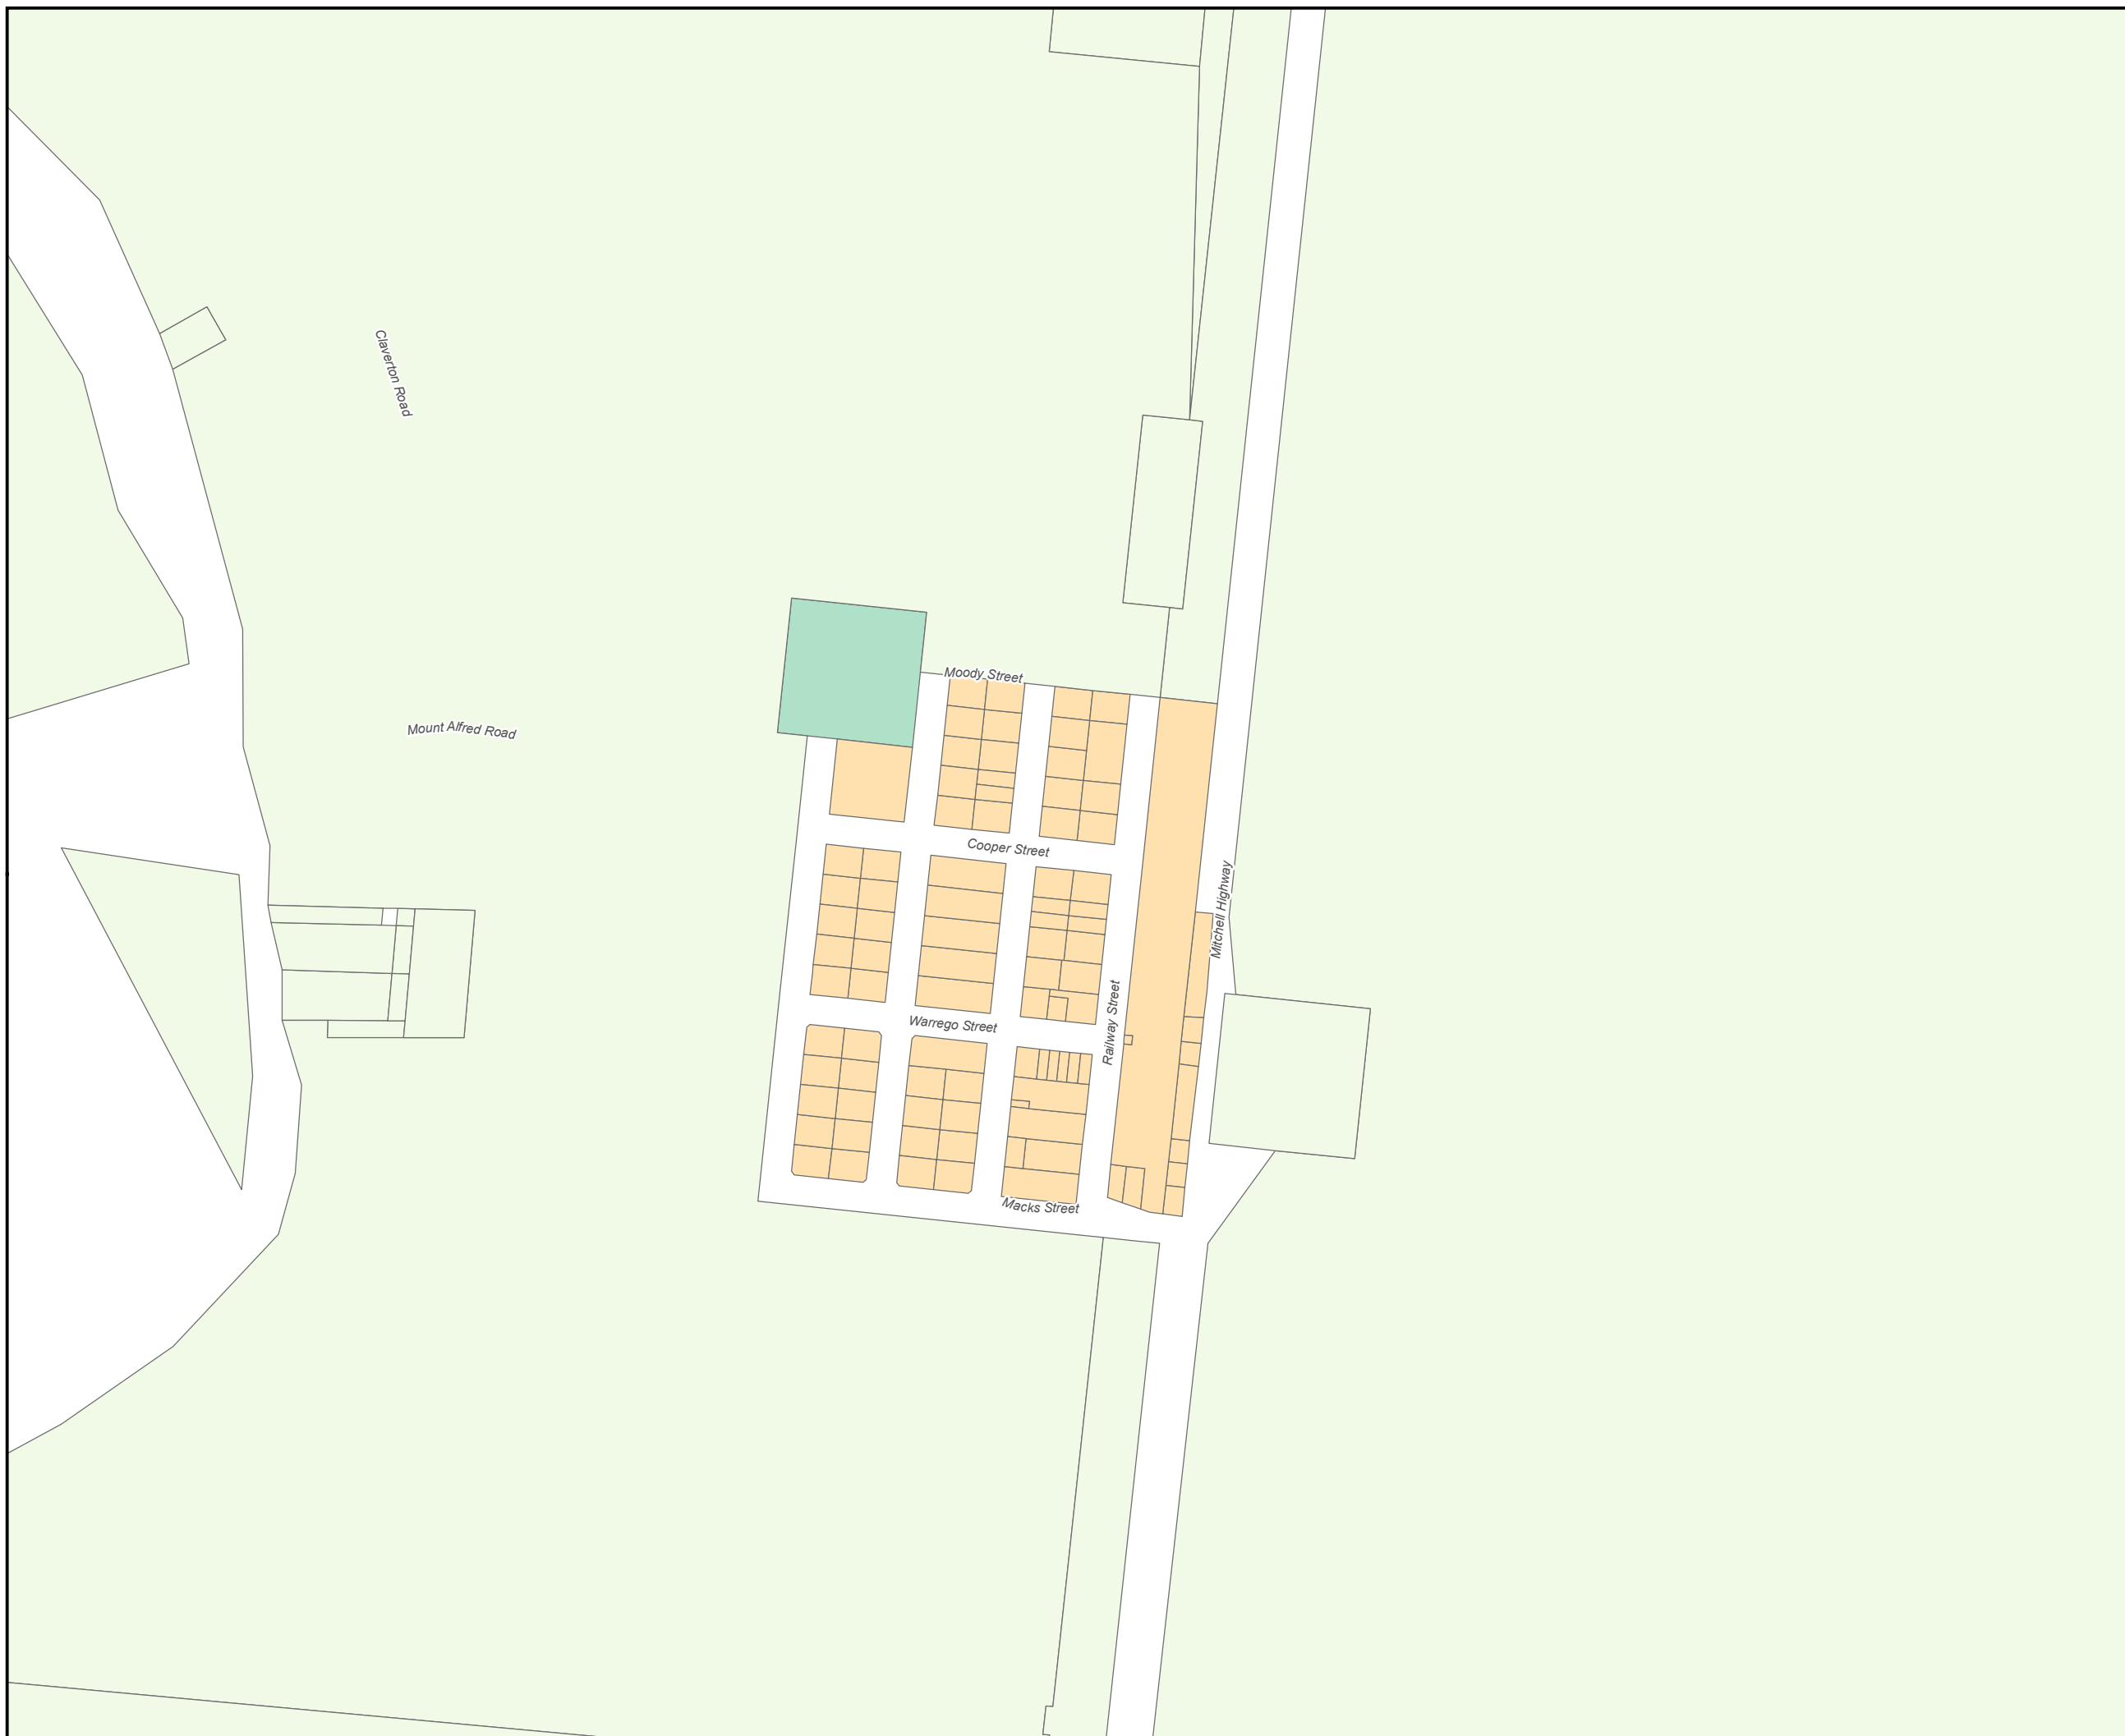 Claverton Road
Moody Street
Mount Alfred Road
Cooper Street
Mitchell Highway
Railway Street
Warrego Street
Macks Street